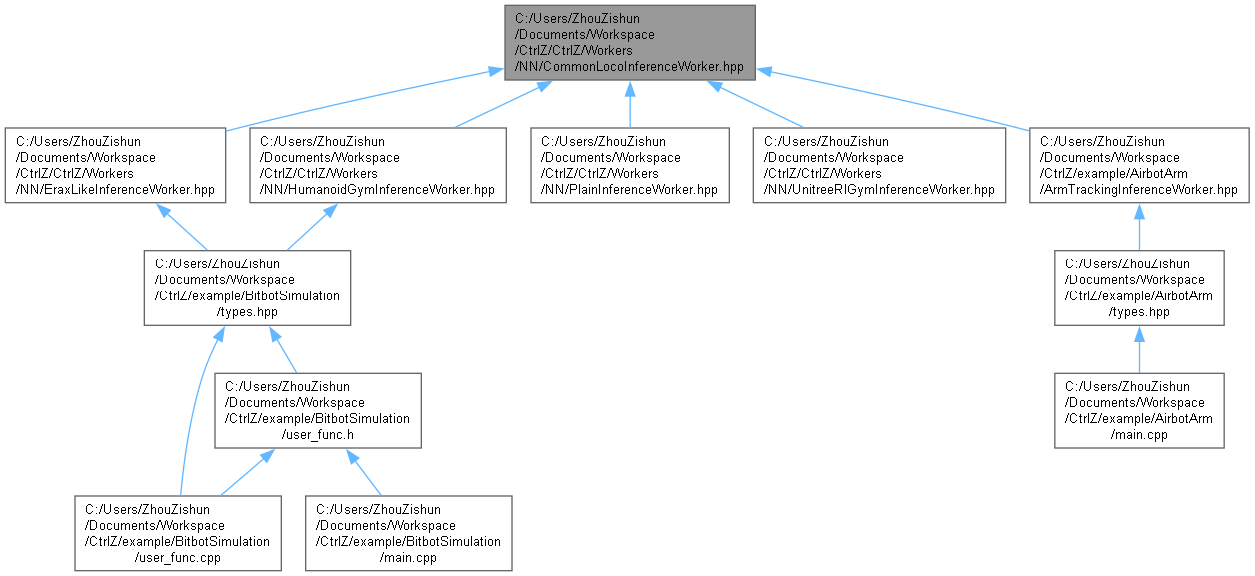 C:/Users/ZhouZishun
/Documents/Workspace
/CtrlZ/CtrlZ/Workers
/NN/CommonLocoInferenceWorker.hpp
C:/Users/ZhouZishun
/Documents/Workspace
/CtrlZ/CtrlZ/Workers
/NN/EraxLikeInferenceWorker.hpp
C:/Users/ZhouZishun
/Documents/Workspace
/CtrlZ/CtrlZ/Workers
/NN/HumanoidGymInferenceWorker.hpp
C:/Users/ZhouZishun
/Documents/Workspace
/CtrlZ/CtrlZ/Workers
/NN/PlainInferenceWorker.hpp
C:/Users/ZhouZishun
/Documents/Workspace
/CtrlZ/CtrlZ/Workers
/NN/UnitreeRlGymInferenceWorker.hpp
C:/Users/ZhouZishun
/Documents/Workspace
/CtrlZ/example/AirbotArm
/ArmTrackingInferenceWorker.hpp
C:/Users/ZhouZishun
/Documents/Workspace
/CtrlZ/example/BitbotSimulation
/types.hpp
C:/Users/ZhouZishun
/Documents/Workspace
/CtrlZ/example/AirbotArm
/types.hpp
C:/Users/ZhouZishun
/Documents/Workspace
/CtrlZ/example/BitbotSimulation
/user_func.h
C:/Users/ZhouZishun
/Documents/Workspace
/CtrlZ/example/AirbotArm
/main.cpp
C:/Users/ZhouZishun
/Documents/Workspace
/CtrlZ/example/BitbotSimulation
/user_func.cpp
C:/Users/ZhouZishun
/Documents/Workspace
/CtrlZ/example/BitbotSimulation
/main.cpp